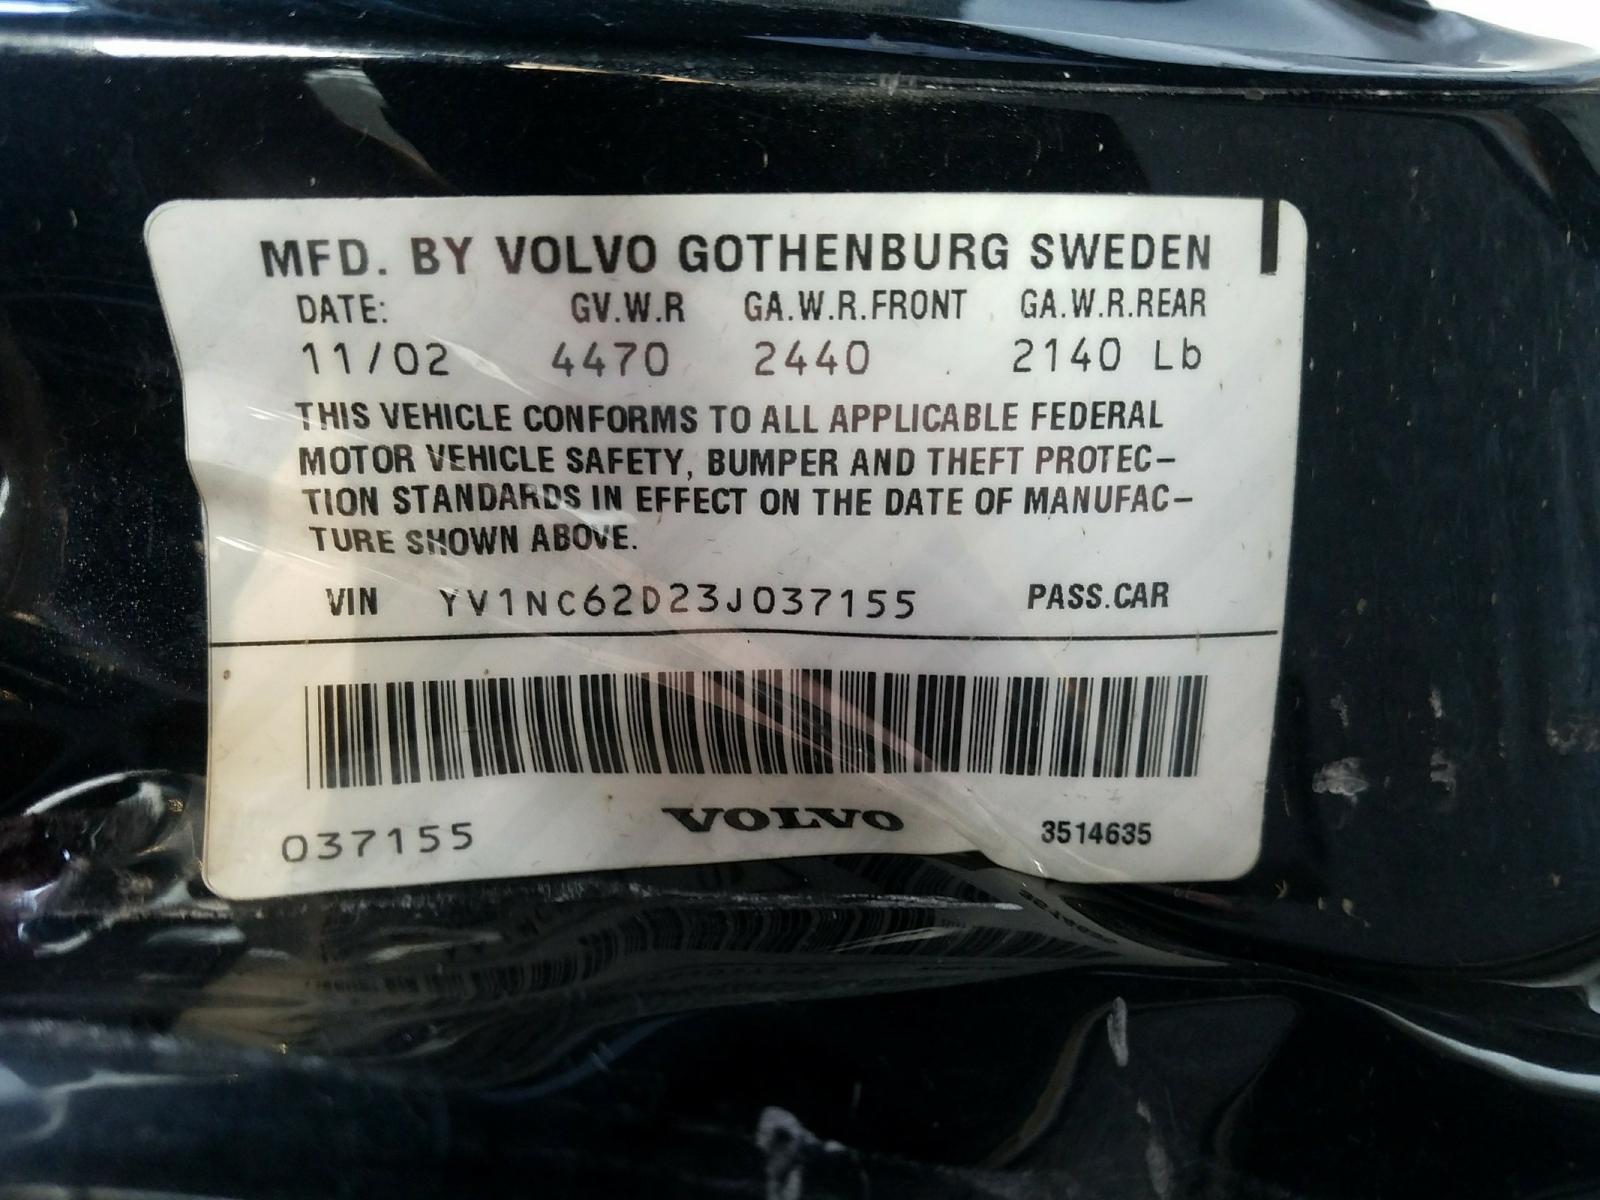 MFD. BY VOLVO GOTHENBURG SWEDEN
DATE: GV.W.R GA.W.R.FRONT GA.W.R.REAR
11/02 4470 2440 2140 Lb
THIS VEHICLE CONFORMS TO ALL APPLICABLE FEDERAL
MOTOR VEHICLE SAFETY, BUMPER AND THEFT PROTEC-
TION STANDARDS IN EFFECT ON THE DATE OF MANUFAC-
TURE SHOWN ABOVE.
VIN YV1NC62D23J037155 PASS.CAR
037155 VOLVO 3514635